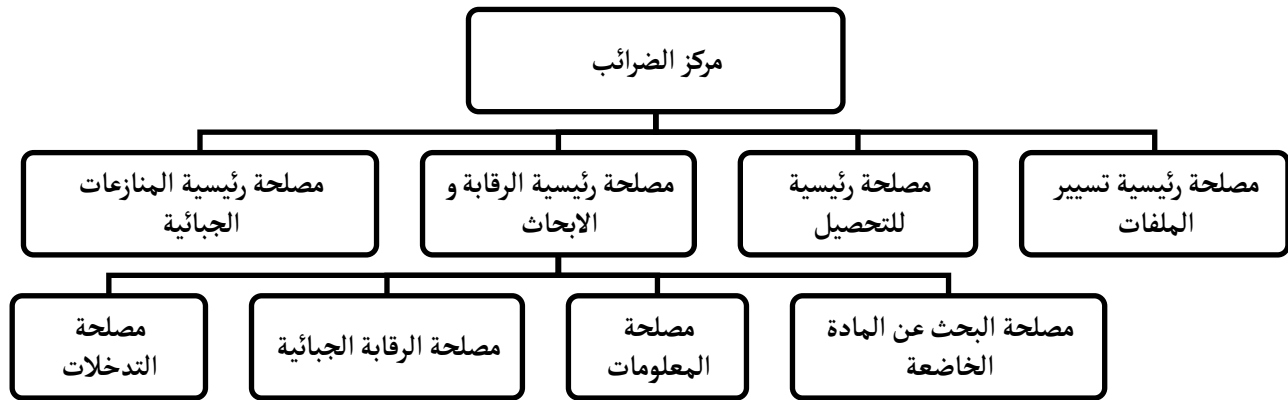 مركز الضرائب
مصلحة رئيسية تسيير
الملفات
مصلحة رئيسية
للتحصيل
مصلحة رئيسية الرقابة و
الابحاث
مصلحة رئيسية المنازعات
الجبائية
مصلحة البحث عن المادة
الخاضعة
مصلحة
المعلومات
مصلحة الرقابة الجبائية
مصلحة
التدخلات